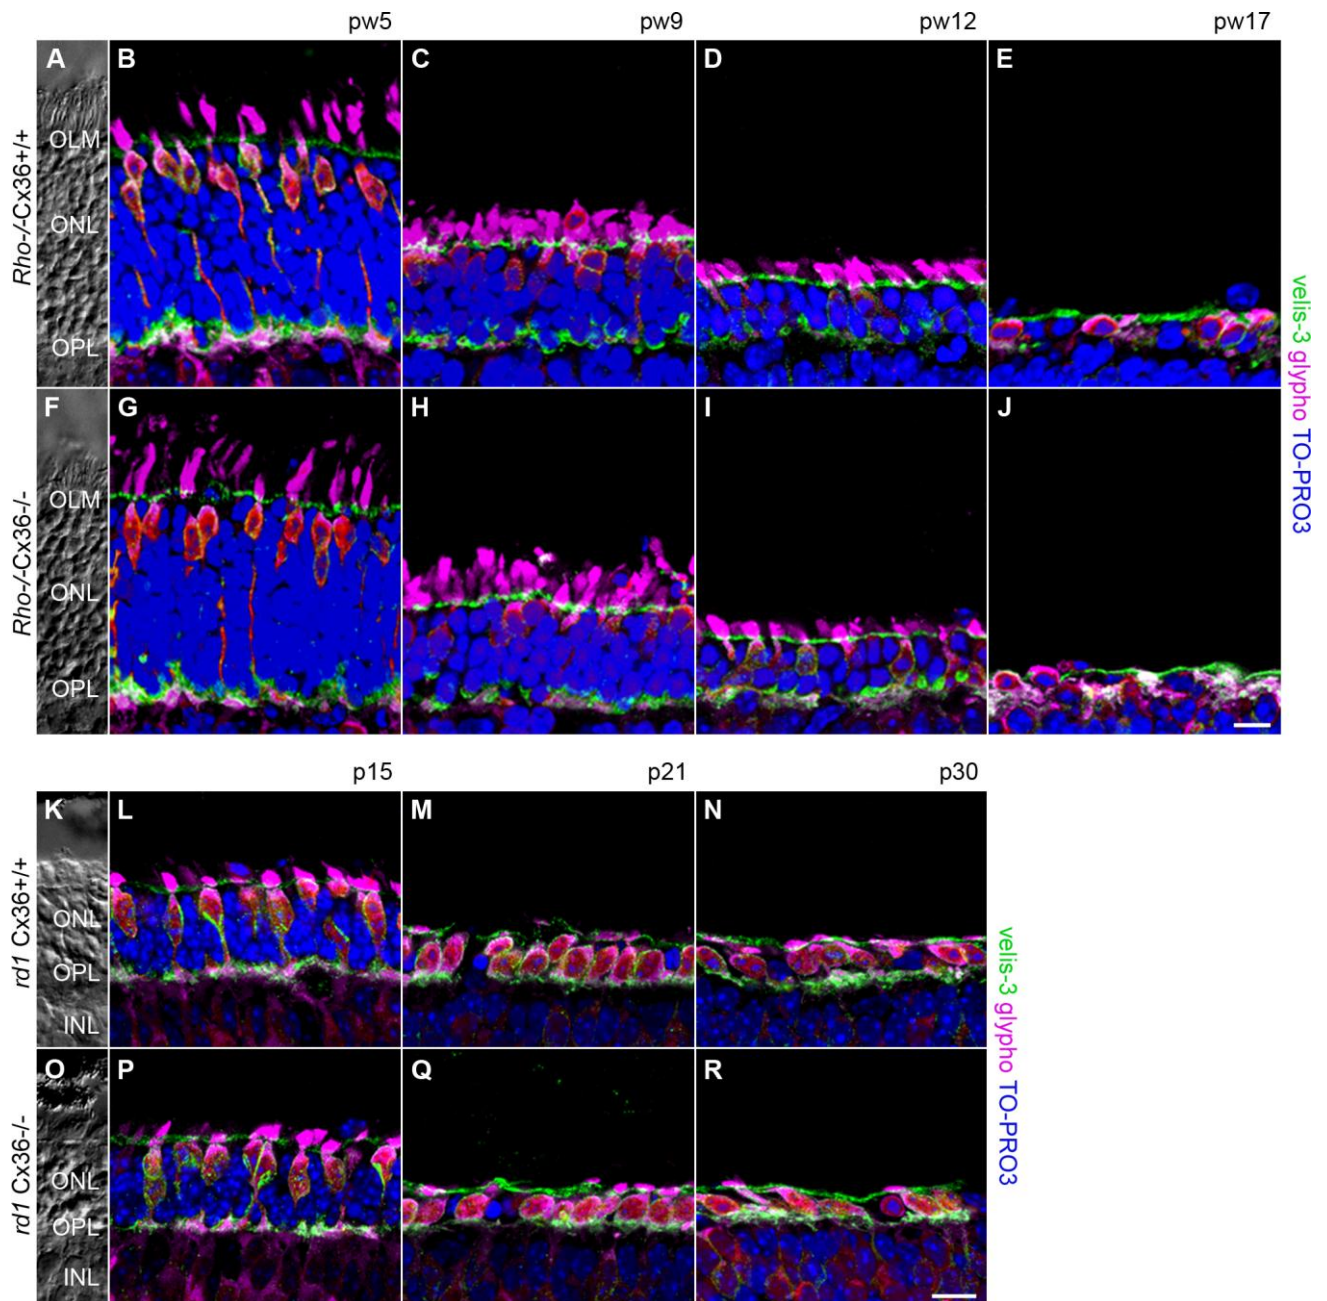 pw5 pw9 pw12 pw17
A B C D E
Rho-/-Cx36+/+
OLM
ONL
OPL
F G H I J
Rho-/-Cx36-/-
OLM
ONL
OPL
velis-3 glypho TO-PRO3
p15 p21 p30
K L M N
rd1 Cx36+/+
ONL
OPL
INL
O P Q R
rd1 Cx36-/-
ONL
OPL
INL
velis-3 glypho TO-PRO3